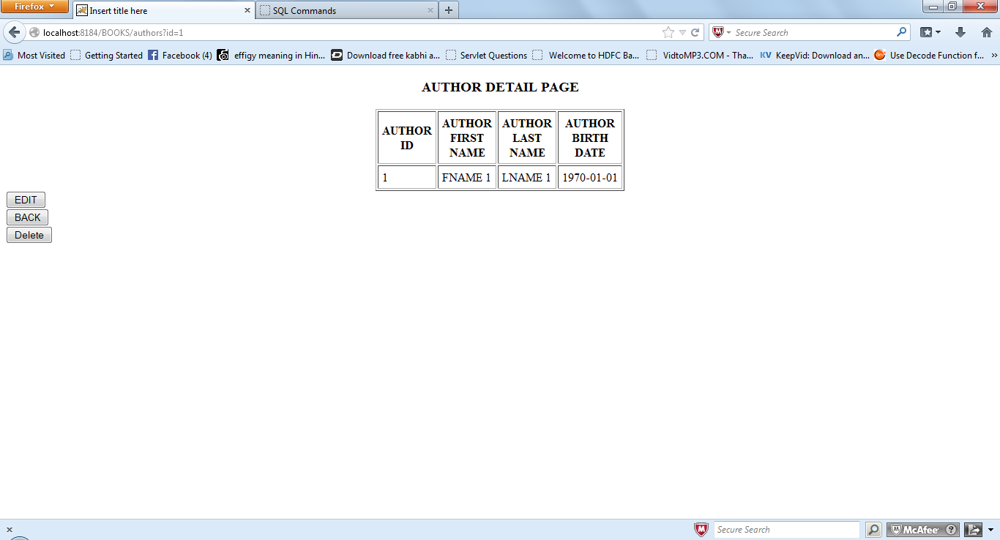 Firefox
Insert title here
SQL Commands
localhost:8184/BOOKS/authors?id=1
Secure Search
Most Visited Getting Started Facebook (4) effigy meaning in Hin... Download free kabhi a... Servlet Questions Welcome to HDFC Ba... VidtoMP3.COM - Tha... KV KeepVid: Download an... Use Decode Function f... »
AUTHOR DETAIL PAGE
AUTHOR ID AUTHOR FIRST NAME AUTHOR LAST NAME AUTHOR BIRTH DATE
1 FNAME 1 LNAME 1 1970-01-01
EDIT
BACK
Delete
x Secure Search McAfee ?